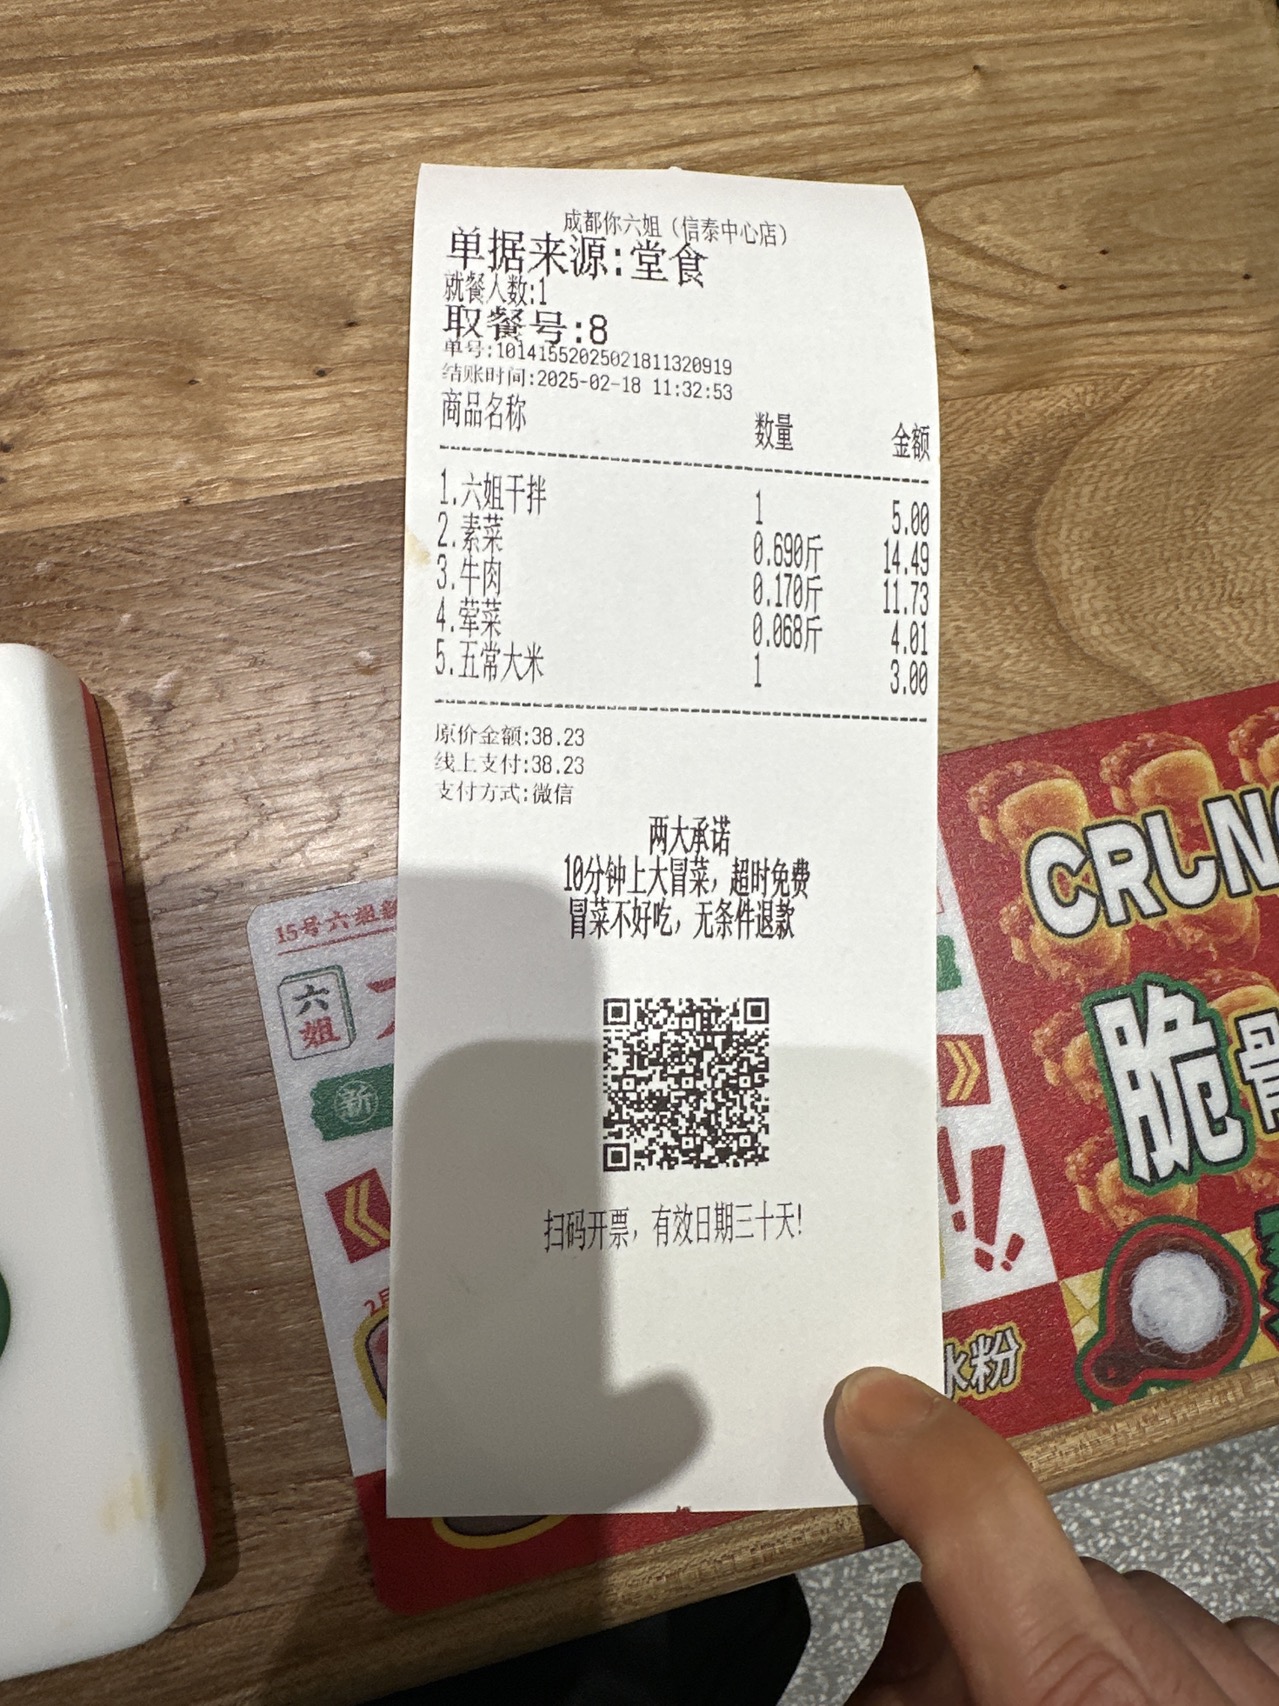 成都你六姐（信泰中心店）
单据来源:堂食
就餐人数:1
取餐号:8
单号:10141552025021811320919
结账时间:2025-02-18 11:32:53
商品名称 数量 金额
1.六姐干拌 1 5.00
2.素菜 0.690斤 14.49
3.牛肉 0.170斤 11.73
4.荤菜 0.068斤 4.01
5.五常大米 1 3.00
原价金额:38.23
线上支付:38.23
支付方式:微信
两大承诺
10分钟上大冒菜，超时免费
冒菜不好吃，无条件退款
扫码开票，有效日期三十天!
15号六姐
六姐
新
2月
CRUN
脆
水粉